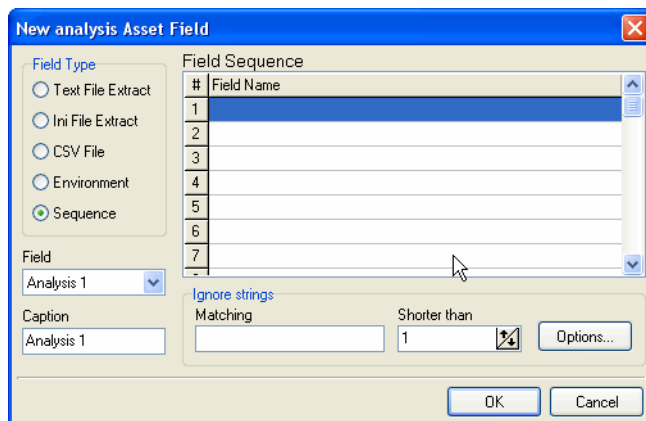 New analysis Asset Field
Field Type
Text File Extract
Ini File Extract
CSV File
Environment
Sequence
Field
Analysis 1
Caption
Analysis 1
Field Sequence
# Field Name
1
2
3
4
5
6
7
Ignore strings
Matching
Shorter than
1
Options...
OK
Cancel